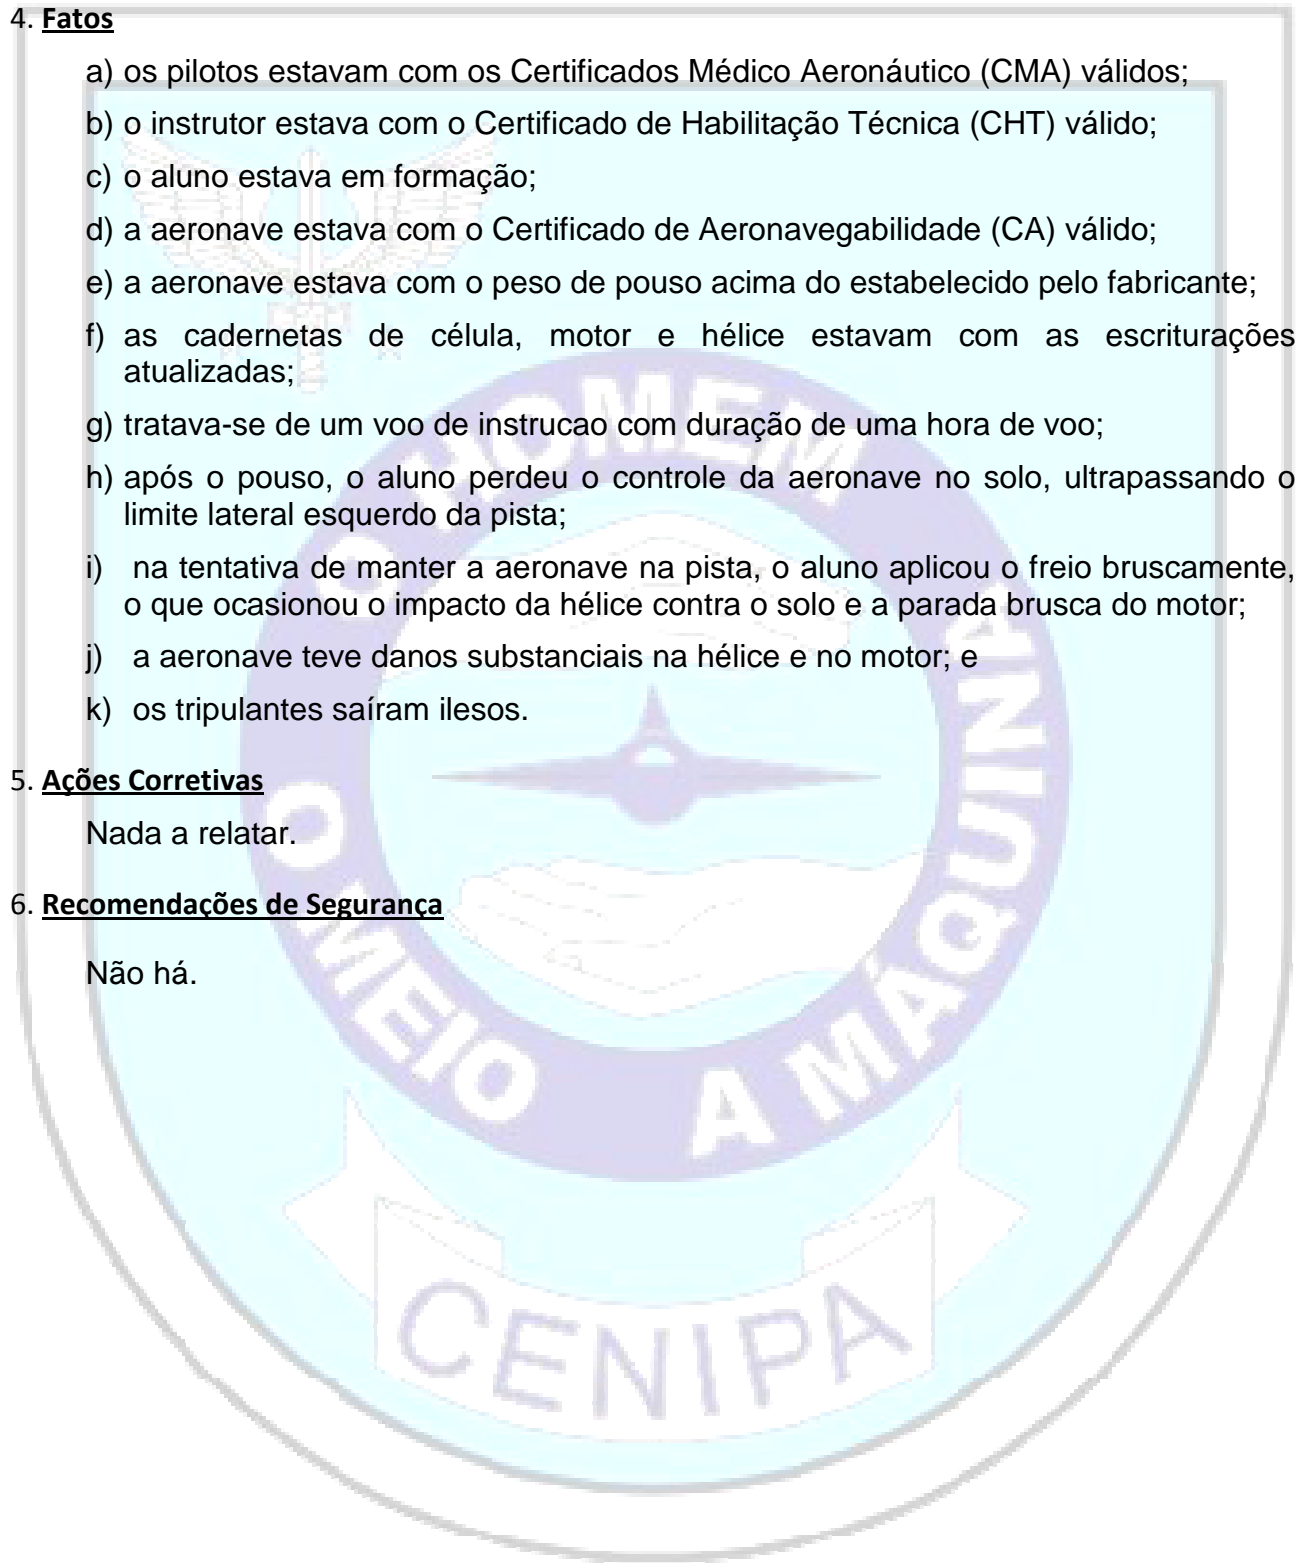 4. Fatos
a) os pilotos estavam com os Certificados Médico Aeronáutico (CMA) válidos;
b) o instrutor estava com o Certificado de Habilitação Técnica (CHT) válido;
c) o aluno estava em formação;
d) a aeronave estava com o Certificado de Aeronavegabilidade (CA) válido;
e) a aeronave estava com o peso de pouso acima do estabelecido pelo fabricante;
f) as cadernetas de célula, motor e hélice estavam com as escriturações
atualizadas;
g) tratava-se de um voo de instrucao com duração de uma hora de voo;
h) após o pouso, o aluno perdeu o controle da aeronave no solo, ultrapassando o
limite lateral esquerdo da pista;
i) na tentativa de manter a aeronave na pista, o aluno aplicou o freio bruscamente,
o que ocasionou o impacto da hélice contra o solo e a parada brusca do motor;
j) a aeronave teve danos substanciais na hélice e no motor; e
k) os tripulantes saíram ilesos.
5. Ações Corretivas
Nada a relatar.
6. Recomendações de Segurança
Não há.
O HOMEM
O MEIO
A MÁQUINA
CENIPA